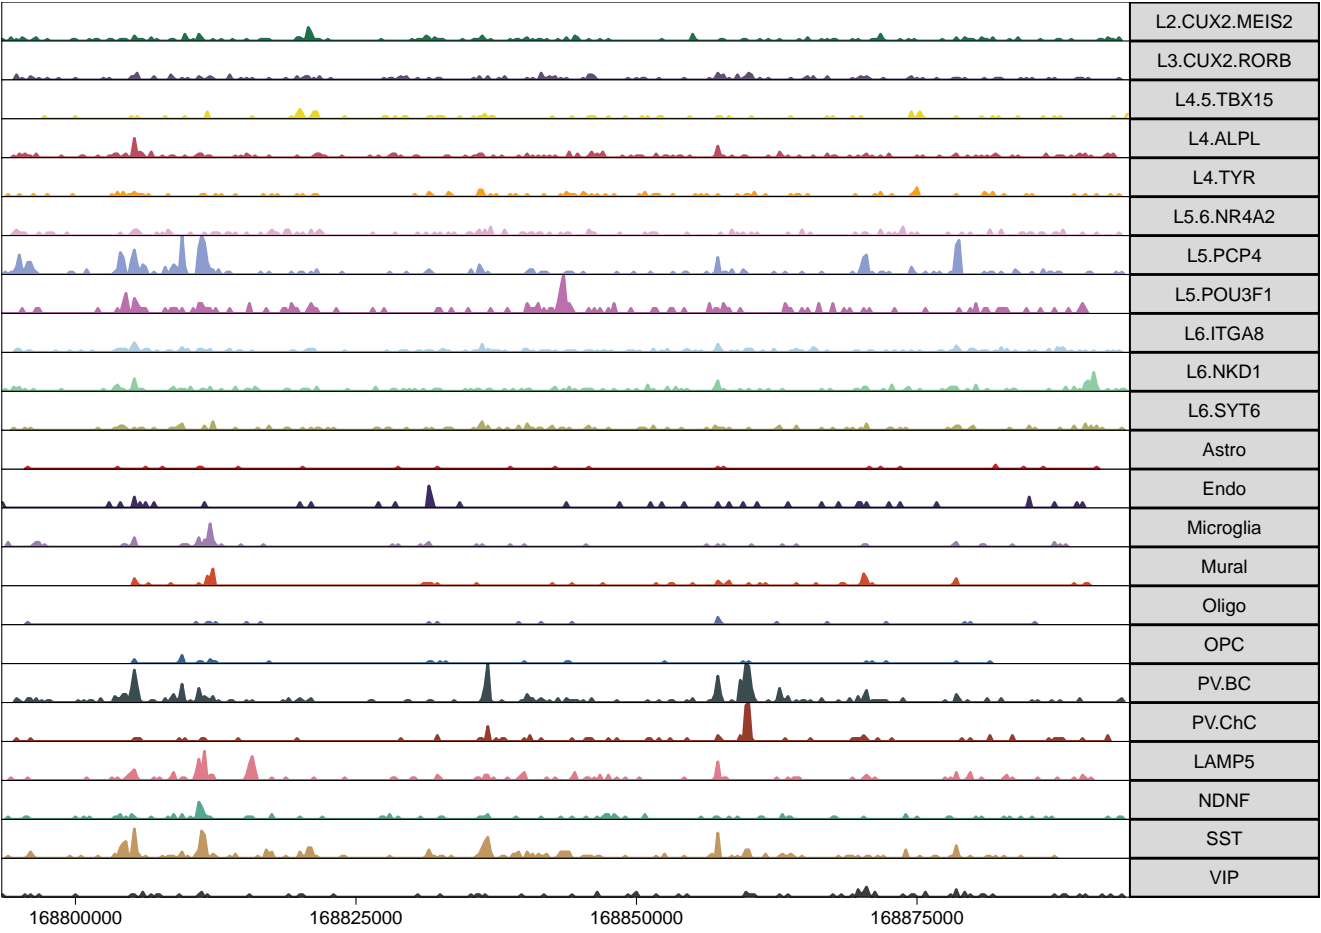 L2.CUX2.MEIS2
L3.CUX2.RORB
L4.5.TBX15
L4.ALPL
L4.TYR
L5.6.NR4A2
L5.PCP4
L5.POU3F1
L6.ITGA8
L6.NKD1
L6.SYT6
Astro
Endo
Microglia
Mural
Oligo
OPC
PV.BC
PV.ChC
LAMP5
NDNF
SST
VIP
168800000 168825000 168850000 168875000